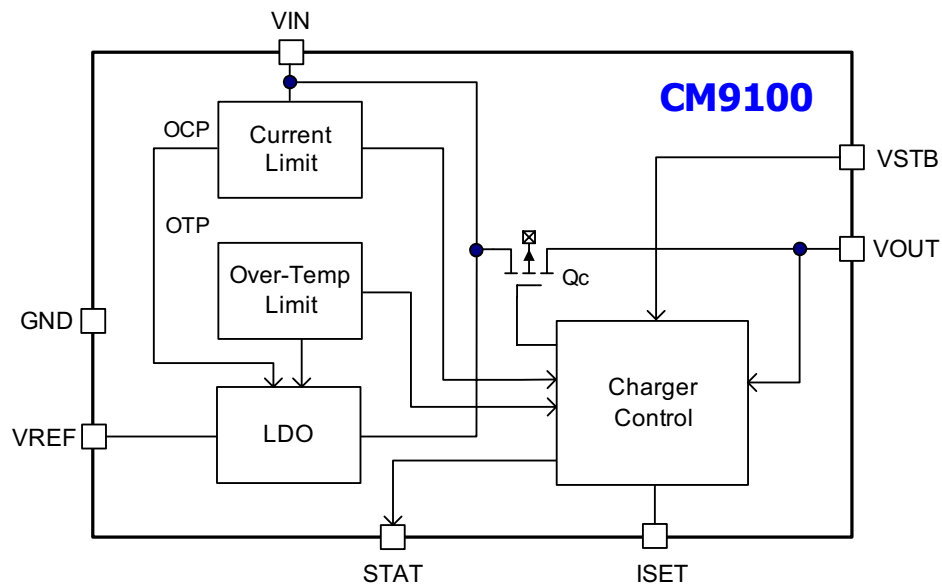 VIN
CM9100
OCP
Current
Limit
VSTB
OTP
Over-Temp
Limit
Qc
VOUT
GND
Charger
Control
VREF
LDO
STAT
ISET